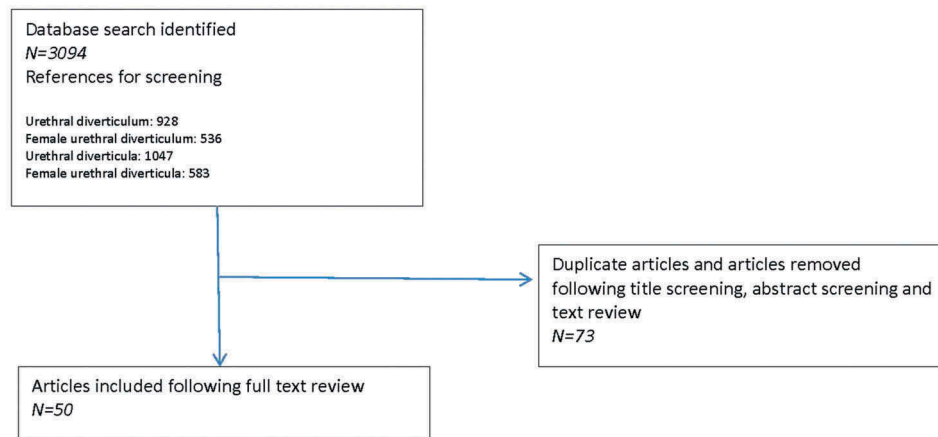 Database search identified
N=3094
References for screening
Urethral diverticulum: 928
Female urethral diverticulum: 536
Urethral diverticula: 1047
Female urethral diverticula: 583
Duplicate articles and articles removed
following title screening, abstract screening and
text review
N=73
Articles included following full text review
N=50